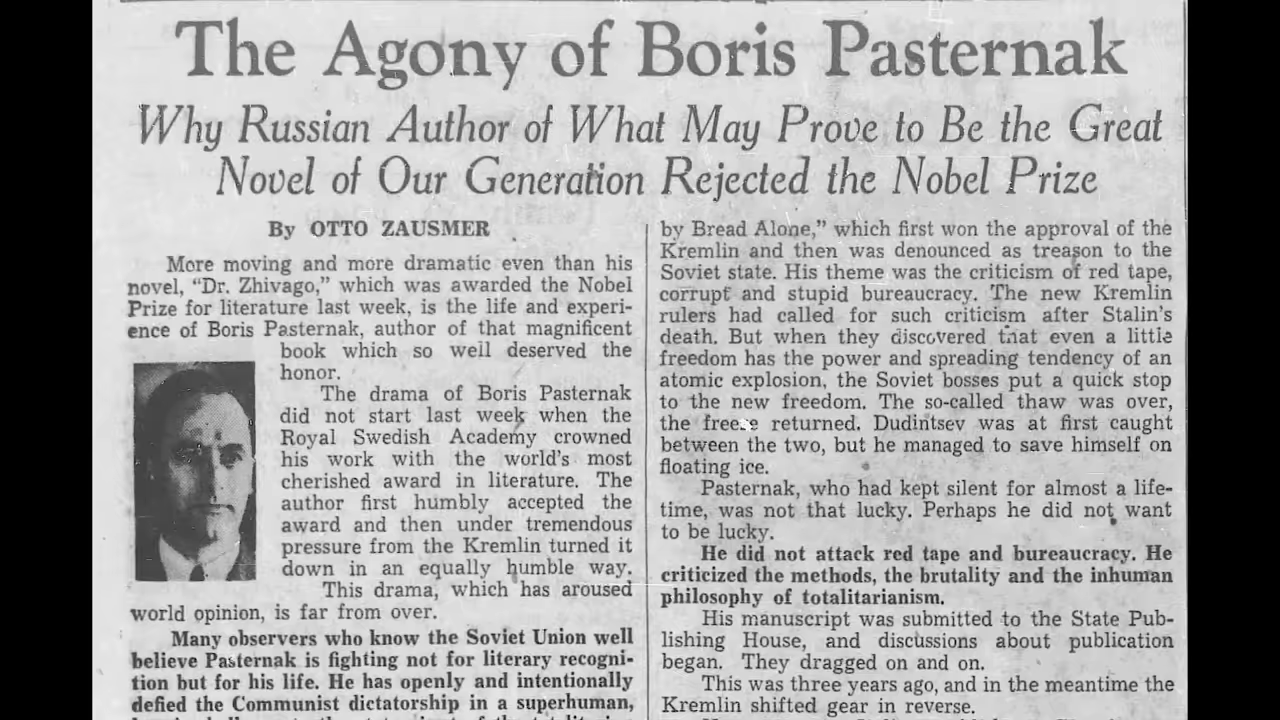 The Agony of Boris Pasternak
Why Russian Author of What May Prove to Be the Great
Novel of Our Generation Rejected the Nobel Prize
By OTTO ZAUSMER
More moving and more dramatic even than his
novel, “Dr. Zhivago,” which was awarded the Nobel
Prize for literature last week, is the life and experi-
ence of Boris Pasternak, author of that magnificent
book which so well deserved the
honor.
The drama of Boris Pasternak
did not start last week when the
Royal Swedish Academy crowned
his work with the world’s most
cherished award in literature. The
author first humbly accepted the
award and then under tremendous
pressure from the Kremlin turned it
down in an equally humble way.
This drama, which has aroused
world opinion, is far from over.
Many observers who know the Soviet Union well
believe Pasternak is fighting not for literary recogni-
tion but for his life. He has openly and intentionally
defied the Communist dictatorship in a superhuman,
by Bread Alone,” which first won the approval of the
Kremlin and then was denounced as treason to the
Soviet state. His theme was the criticism of red tape,
corrupt and stupid bureaucracy. The new Kremlin
rulers had called for such criticism after Stalin’s
death. But when they discovered that even a little
freedom has the power and spreading tendency of an
atomic explosion, the Soviet bosses put a quick stop
to the new freedom. The so-called thaw was over,
the freeze returned. Dudintsev was at first caught
between the two, but he managed to save himself on
floating ice.
Pasternak, who had kept silent for almost a life-
time, was not that lucky. Perhaps he did not want
to be lucky.
He did not attack red tape and bureaucracy. He
criticized the methods, the brutality and the inhuman
philosophy of totalitarianism.
His manuscript was submitted to the State Pub-
lishing House, and discussions about publication
began. They dragged on and on.
This was three years ago, and in the meantime the
Kremlin shifted gear in reverse.